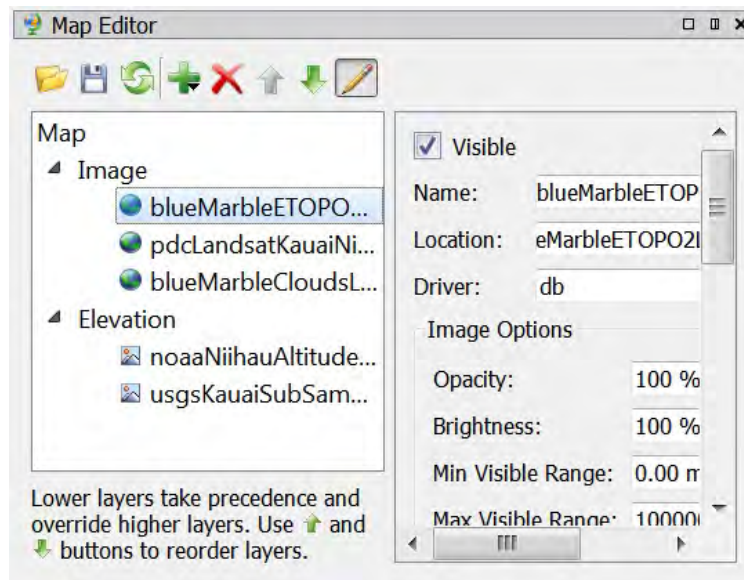 Map Editor
Map
Image
blueMarbleETOPO...
pdcLandsatKauaiNi...
blueMarbleCloudsL...
Elevation
noaaNiihauAltitude...
usgsKauaiSubSam...
Lower layers take precedence and
override higher layers. Use and
buttons to reorder layers.
Visible
Name: blueMarbleETOP
Location: eMarbleETOPO2I
Driver: db
Image Options
Opacity: 100 %
Brightness: 100 %
Min Visible Range: 0.00 m
Max Visible Range: 10000